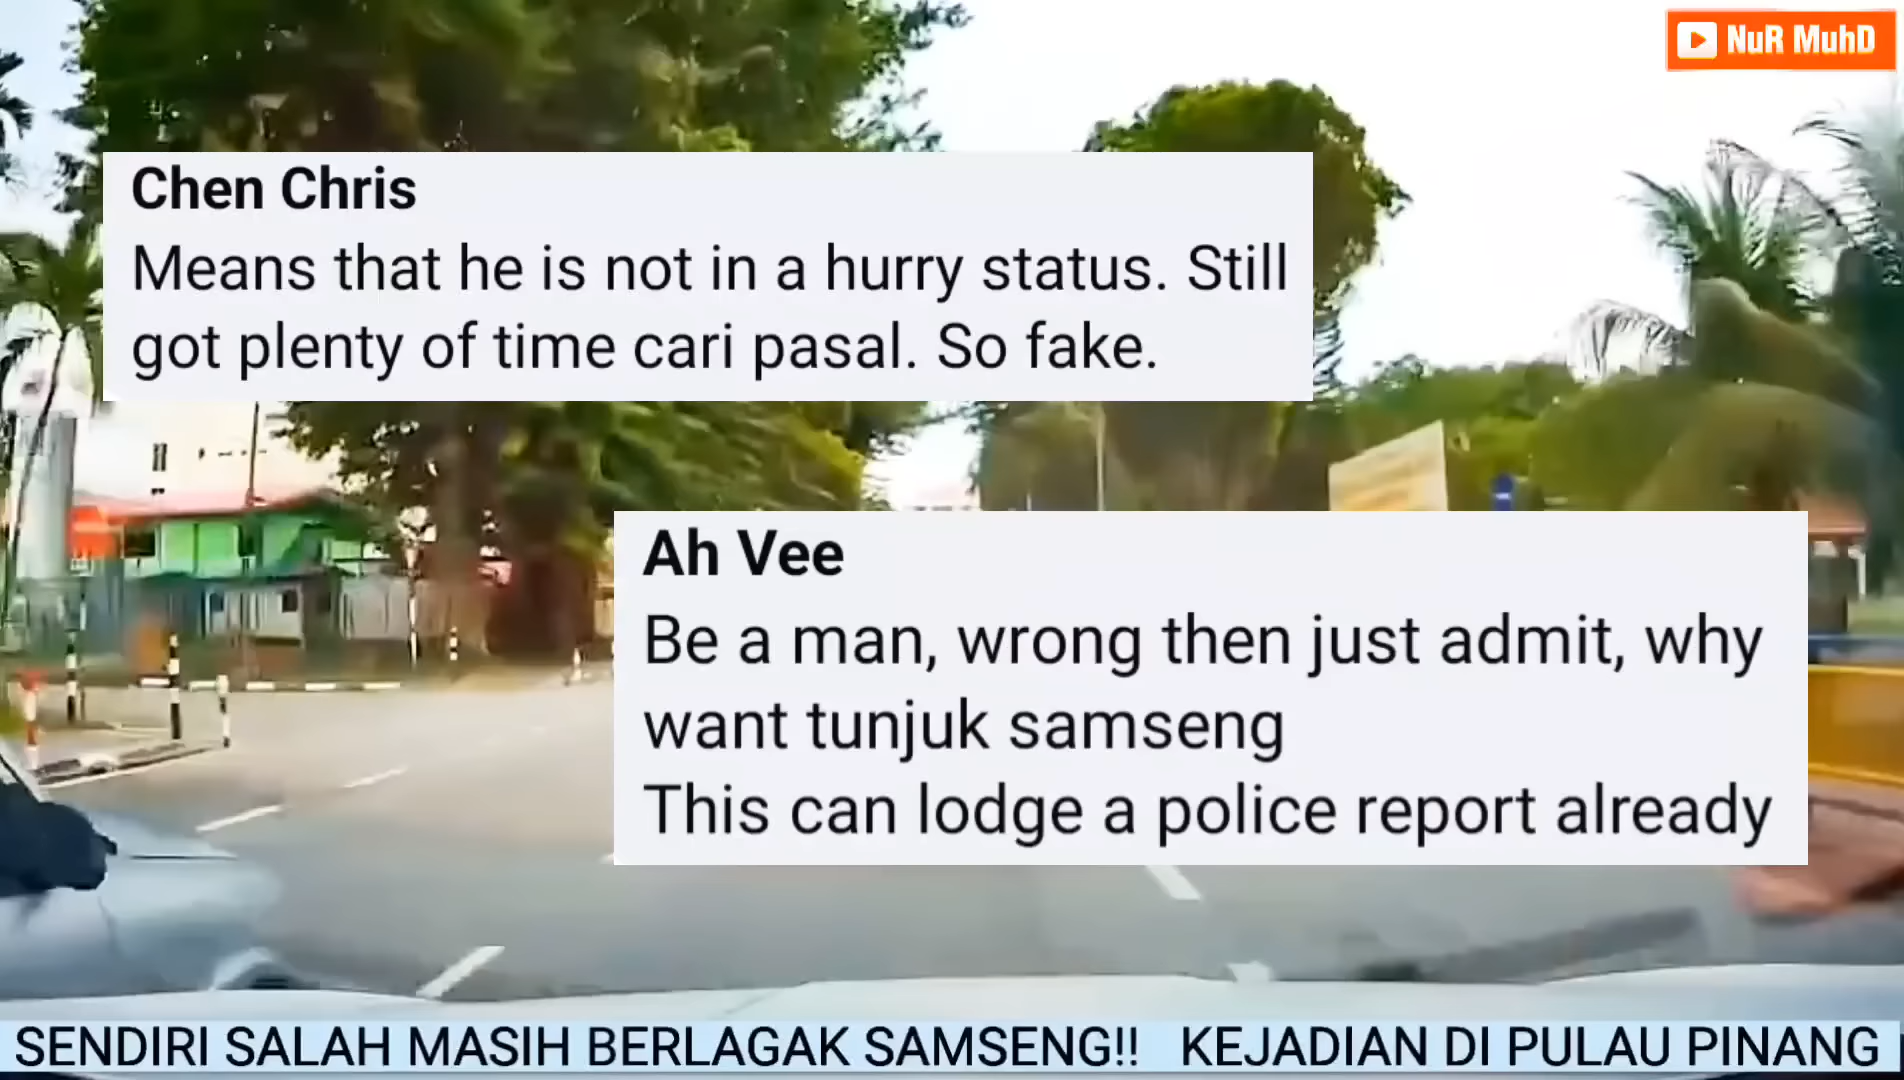 NuR MuhD
Chen Chris
Means that he is not in a hurry status. Still
got plenty of time cari pasal. So fake.
Ah Vee
Be a man, wrong then just admit, why
want tunjuk samseng
This can lodge a police report already
SENDIRI SALAH MASIH BERLAGAK SAMSENG!! KEJADIAN DI PULAU PINANG